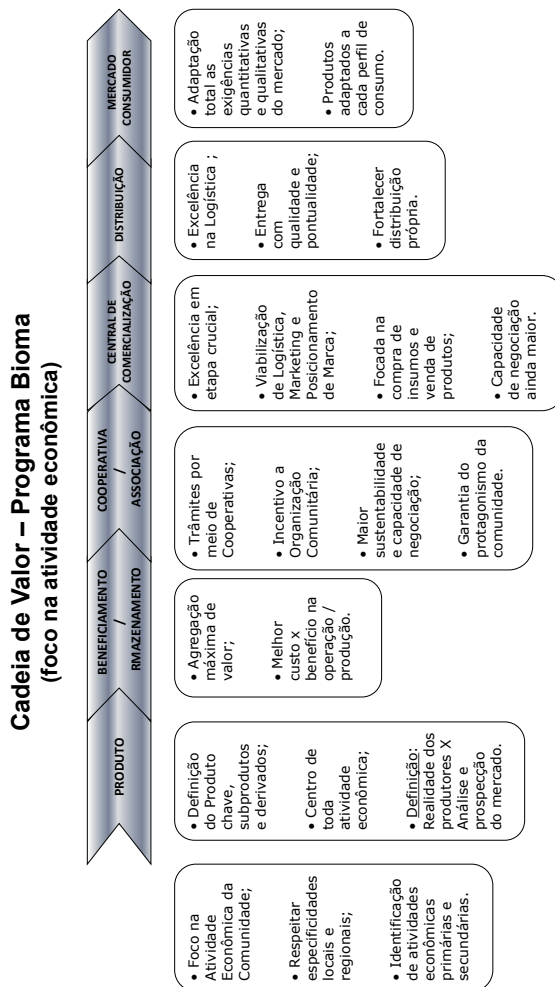 Cadeia de Valor – Programa Bioma
(foco na atividade econômica)
PRODUTO
BENEFICIAMENTO
/
RMAZENAMENTO
COOPERATIVA
/
ASSOCIAÇÃO
CENTRAL DE
COMERCIALIZAÇÃO
DISTRIBUIÇÃO
MERCADO
CONSUMIDOR
• Foco na
Atividade
Econômica da
Comunidade;
• Respeitar
especificidades
locais e
regionais;
• Identificação
de atividades
econômicas
primárias e
secundárias.
• Definição
do Produto
chave,
subprodutos
e derivados;
• Centro de
toda
atividade
econômica;
• Definição:
Realidade dos
produtores X
Análise e
prospecção
do mercado.
• Agregação
máxima de
valor;
• Melhor
custo x
benefício na
operação /
produção.
• Trâmites por
meio de
Cooperativas;
• Incentivo a
Organização
Comunitária;
• Maior
sustentabilidade
e capacidade de
negociação;
• Garantia do
protagonismo da
comunidade.
• Excelência em
etapa crucial;
• Viabilização
de Logística,
Marketing e
Posicionamento
de Marca;
• Focada na
compra de
insumos e
venda de
produtos;
• Capacidade
de negociação
ainda maior.
• Excelência
na Logística ;
• Entrega
com
qualidade e
pontualidade;
• Fortalecer
distribuição
própria.
• Adaptação
total as
exigências
quantitativas
e qualitativas
do mercado;
• Produtos
adaptados a
cada perfil de
consumo.